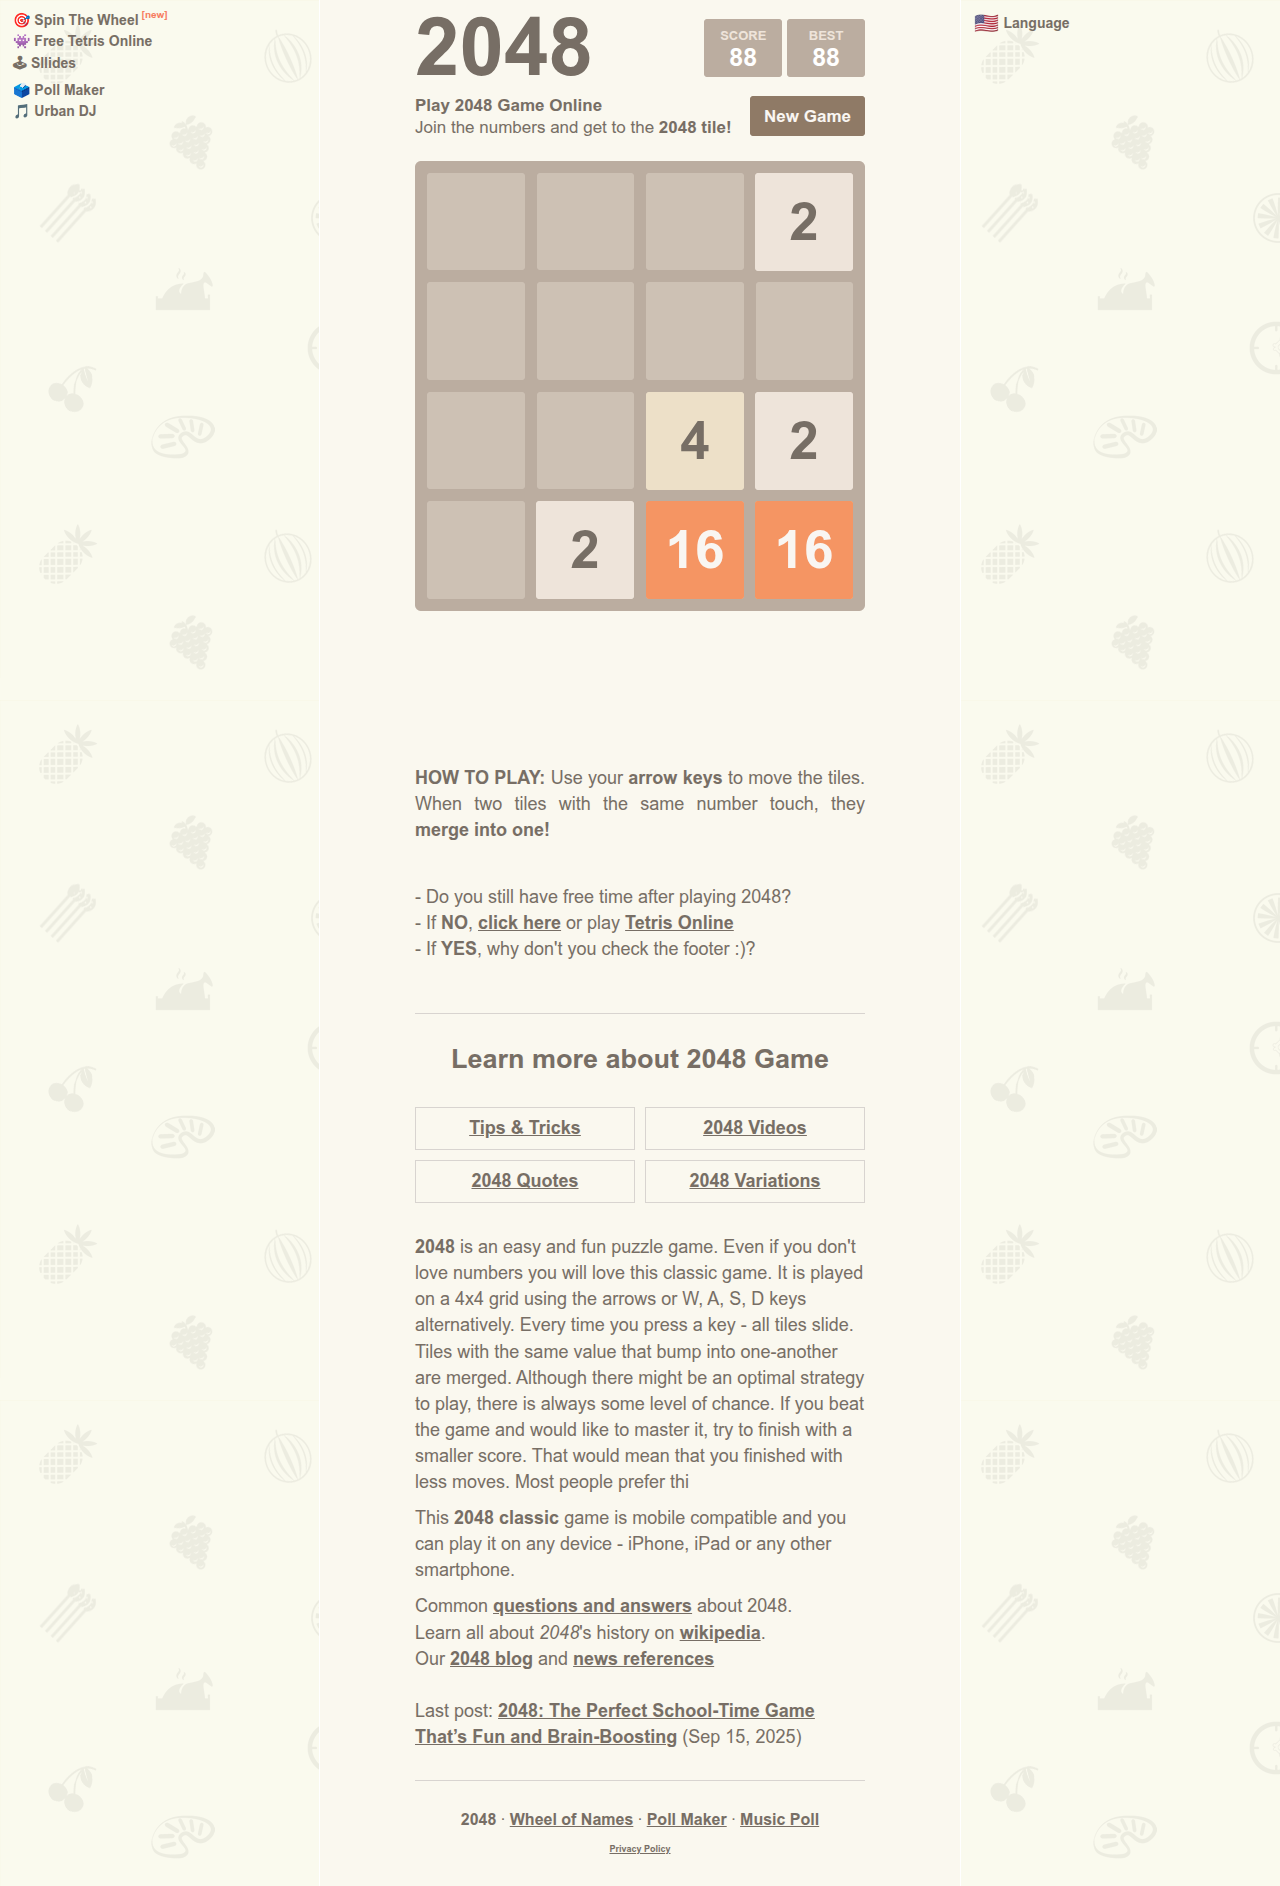 🎯 Spin The Wheel [new]
👾 Free Tetris Online
🕹 Sllides
🗳 Poll Maker
🎵 Urban DJ
2048
SCORE
88
BEST
88
🇺🇸 Language
Play 2048 Game Online
Join the numbers and get to the 2048 tile!
New Game
2
4 2
2 16 16
HOW TO PLAY: Use your arrow keys to move the tiles.
When two tiles with the same number touch, they
merge into one!
- Do you still have free time after playing 2048?
- If NO, click here or play Tetris Online
- If YES, why don't you check the footer :)?
Learn more about 2048 Game
Tips & Tricks
2048 Videos
2048 Quotes
2048 Variations
2048 is an easy and fun puzzle game. Even if you don't
love numbers you will love this classic game. It is played
on a 4x4 grid using the arrows or W, A, S, D keys
alternatively. Every time you press a key - all tiles slide.
Tiles with the same value that bump into one-another
are merged. Although there might be an optimal strategy
to play, there is always some level of chance. If you beat
the game and would like to master it, try to finish with a
smaller score. That would mean that you finished with
less moves. Most people prefer thi
This 2048 classic game is mobile compatible and you
can play it on any device - iPhone, iPad or any other
smartphone.
Common questions and answers about 2048.
Learn all about 2048's history on wikipedia.
Our 2048 blog and news references
Last post: 2048: The Perfect School-Time Game
That’s Fun and Brain-Boosting (Sep 15, 2025)
2048 · Wheel of Names · Poll Maker · Music Poll
Privacy Policy